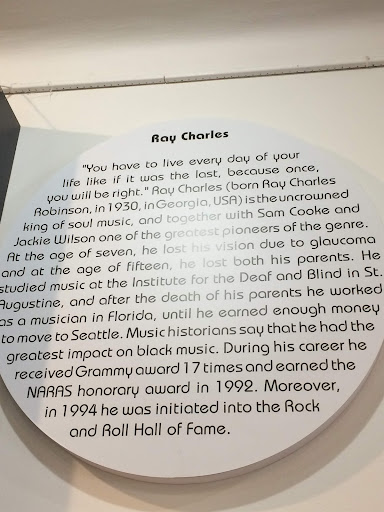 Ray Charles
"You have to live every day of your
life like if it was the last, because once,
you will be right." Ray Charles (born Ray Charles
Robinson, in 1930, in Georgia, USA) is the uncrowned
king of soul music, and together with Sam Cooke and
Jackie Wilson one of the greatest pioneers of the genre.
At the age of seven, he lost his vision due to glaucoma
and at the age of fifteen, he lost both his parents. He
studied music at the Institute for the Deaf and Blind in St.
Augustine, and after the death of his parents he worked
as a musician in Florida, until he earned enough money
to move to Seattle. Music historians say that he had the
greatest impact on black music. During his career he
received Grammy award 17 times and earned the
NARAS honorary award in 1992. Moreover,
in 1994 he was initiated into the Rock
and Roll Hall of Fame.